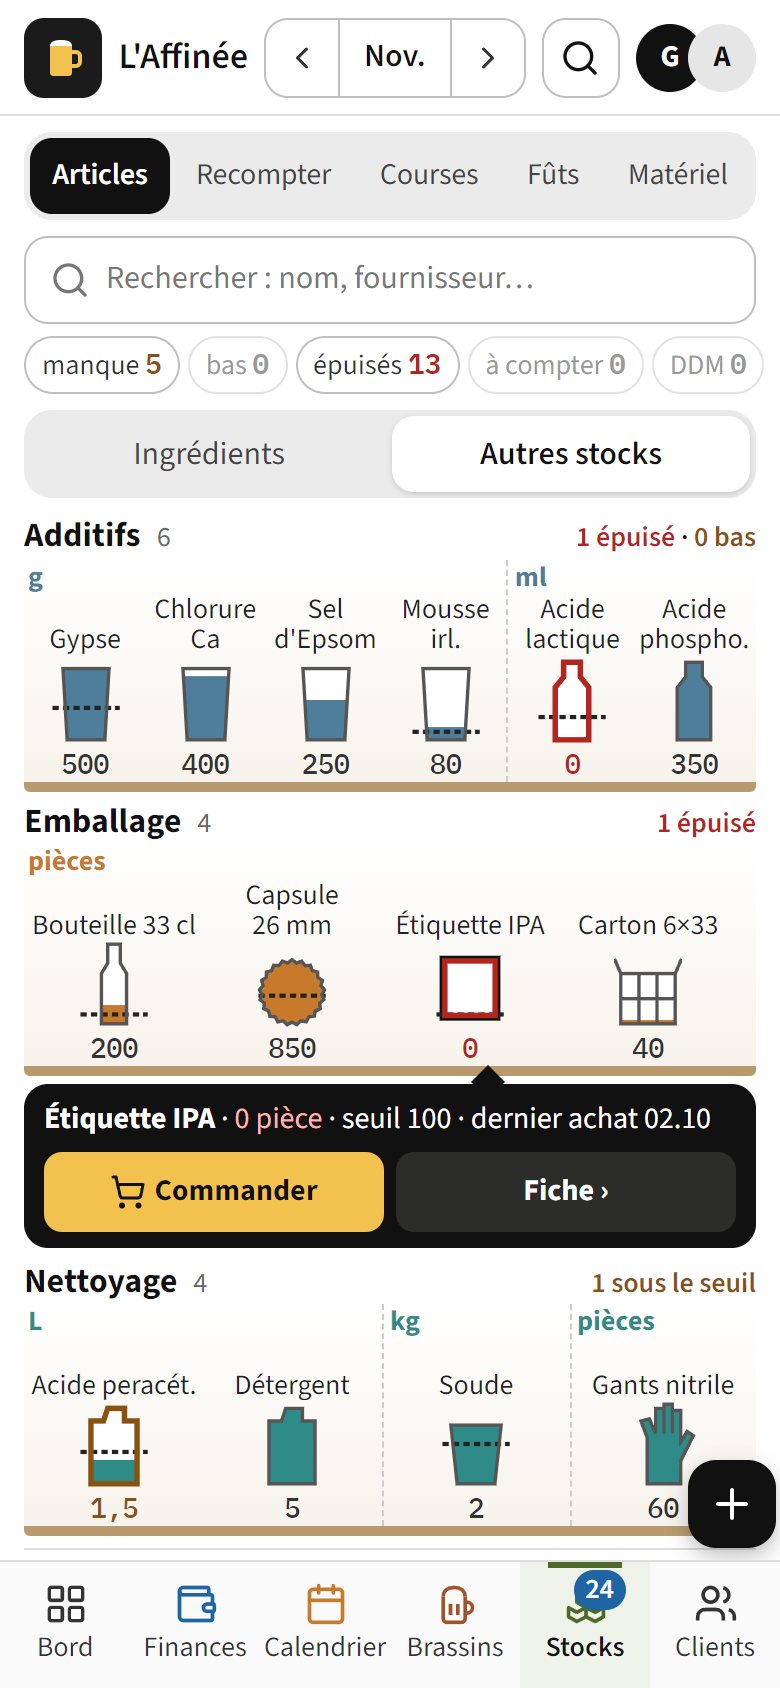 L'Affinée
Nov.
G A
Articles Recompter Courses Fûts Matériel
Rechercher : nom, fournisseur…
manque 5 bas 0 épuisés 13 à compter 0 DDM 0
Ingrédients Autres stocks
Additifs 6 1 épuisé · 0 bas
g ml
Gypse Chlorure Ca Sel d'Epsom Mousse irl. Acide lactique Acide phospho.
500 400 250 80 0 350
Emballage 4 1 épuisé
pièces
Bouteille 33 cl Capsule 26 mm Étiquette IPA Carton 6×33
200 850 0 40
Étiquette IPA · 0 pièce · seuil 100 · dernier achat 02.10
Commander Fiche ›
Nettoyage 4 1 sous le seuil
L kg pièces
Acide peracét. Détergent Soude Gants nitrile
1,5 5 2 60
24
Bord Finances Calendrier Brassins Stocks Clients